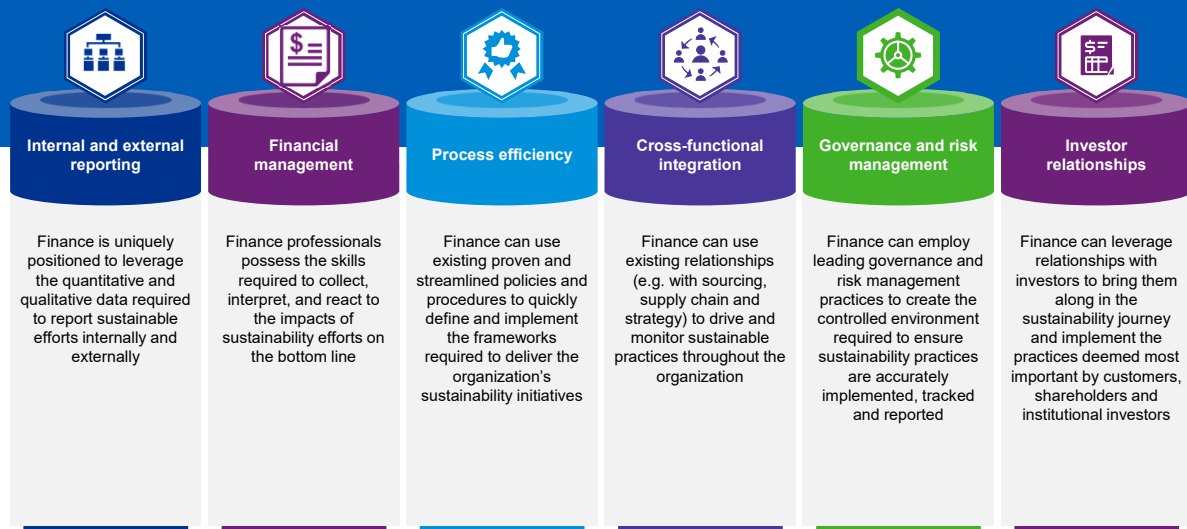 Internal and external
reporting
Finance is uniquely
positioned to leverage
the quantitative and
qualitative data required
to report sustainable
efforts internally and
externally
$
Financial
management
Finance professionals
possess the skills
required to collect,
interpret, and react to
the impacts of
sustainability efforts on
the bottom line
Process efficiency
Finance can use
existing proven and
streamlined policies and
procedures to quickly
define and implement
the frameworks
required to deliver the
organization’s
sustainability initiatives
Cross-functional
integration
Finance can use
existing relationships
(e.g. with sourcing,
supply chain and
strategy) to drive and
monitor sustainable
practices throughout the
organization
Governance and risk
management
Finance can employ
leading governance and
risk management
practices to create the
controlled environment
required to ensure
sustainability practices
are accurately
implemented, tracked
and reported
$
Investor
relationships
Finance can leverage
relationships with
investors to bring them
along in the
sustainability journey
and implement the
practices deemed most
important by customers,
shareholders and
institutional investors